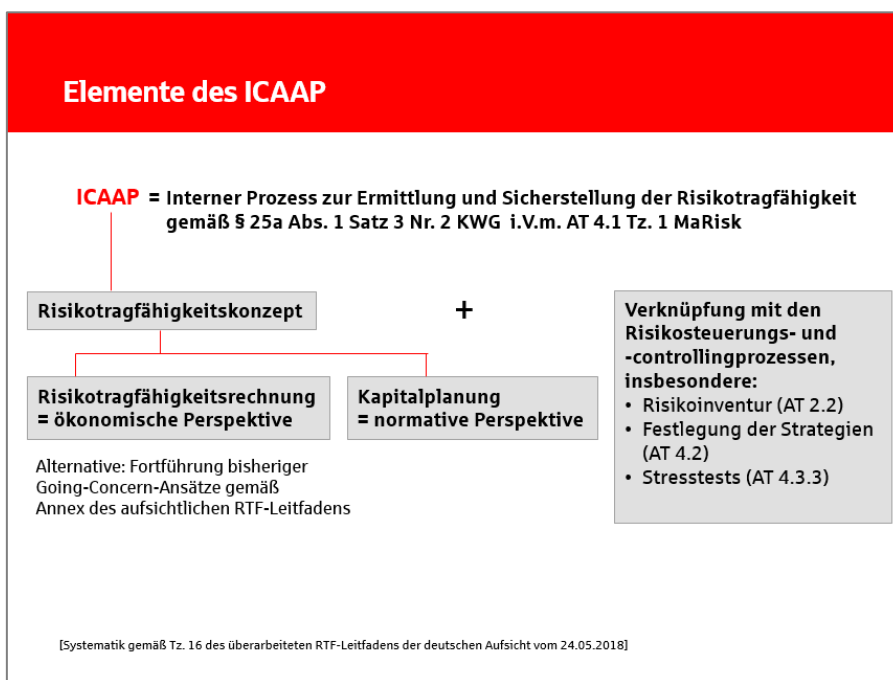 Elemente des ICAAP
ICAAP = Interner Prozess zur Ermittlung und Sicherstellung der Risikotragfähigkeit
gemäß § 25a Abs. 1 Satz 3 Nr. 2 KWG i.V.m. AT 4.1 Tz. 1 MaRisk
Risikotragfähigkeitskonzept
+
Risikotragfähigkeitsrechnung
= ökonomische Perspektive
Kapitalplanung
= normative Perspektive
Alternative: Fortführung bisheriger
Going-Concern-Ansätze gemäß
Annex des aufsichtlichen RTF-Leitfadens
Verknüpfung mit den
Risikosteuerungs- und
-controllingprozessen,
insbesondere:
• Risikoinventur (AT 2.2)
• Festlegung der Strategien
(AT 4.2)
• Stresstests (AT 4.3.3)
[Systematik gemäß Tz. 16 des überarbeiteten RTF-Leitfadens der deutschen Aufsicht vom 24.05.2018]